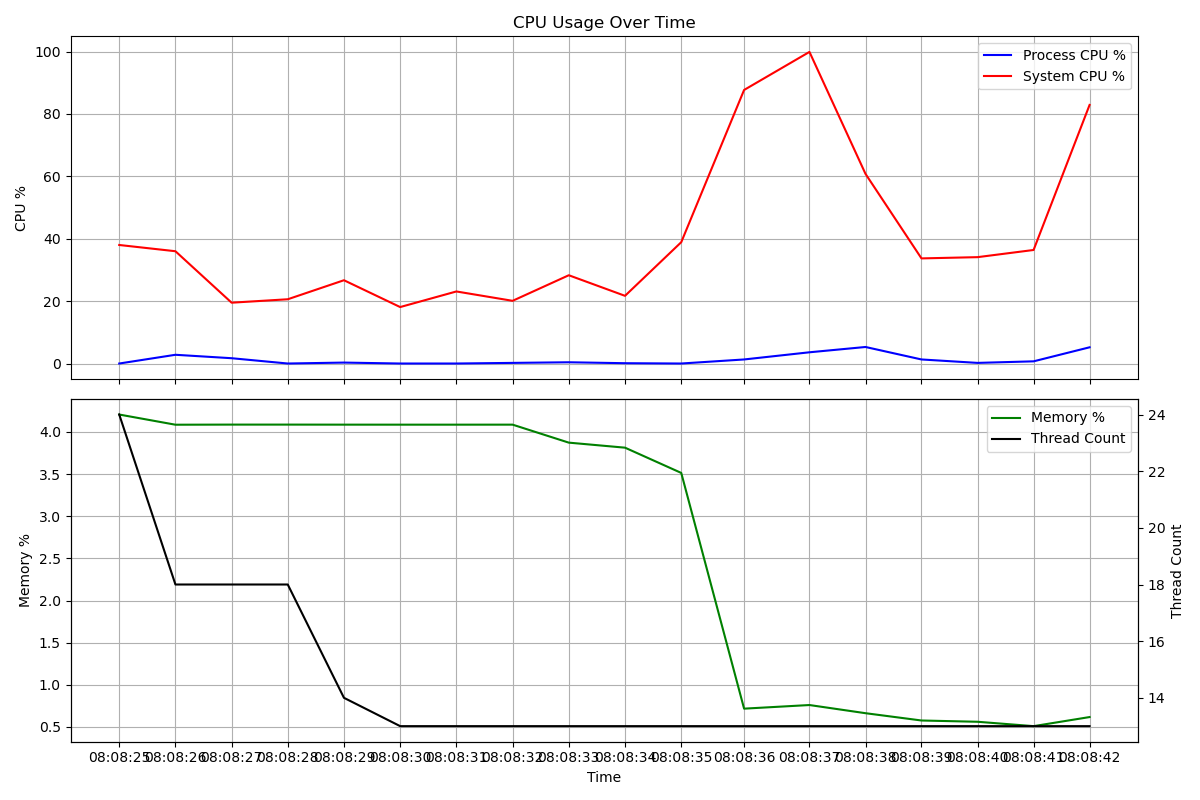 CPU Usage Over Time
Process CPU %
System CPU %
CPU %
100
80
60
40
20
0
Memory %
Thread Count
Memory %
4.0
3.5
3.0
2.5
2.0
1.5
1.0
0.5
24
22
20
18
16
14
Thread Count
08:08:25 08:08:26 08:08:27 08:08:28 08:08:29 08:08:30 08:08:31 08:08:32 08:08:33 08:08:34 08:08:35 08:08:36 08:08:37 08:08:38 08:08:39 08:08:40 08:08:41 08:08:42
Time